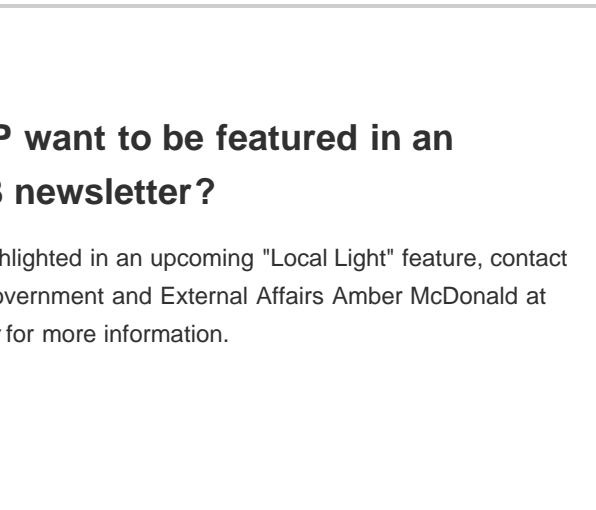 P want to be featured in an
newsletter?
hlighted in an upcoming "Local Light" feature, contact
overnment and External Affairs Amber McDonald at
for more information.